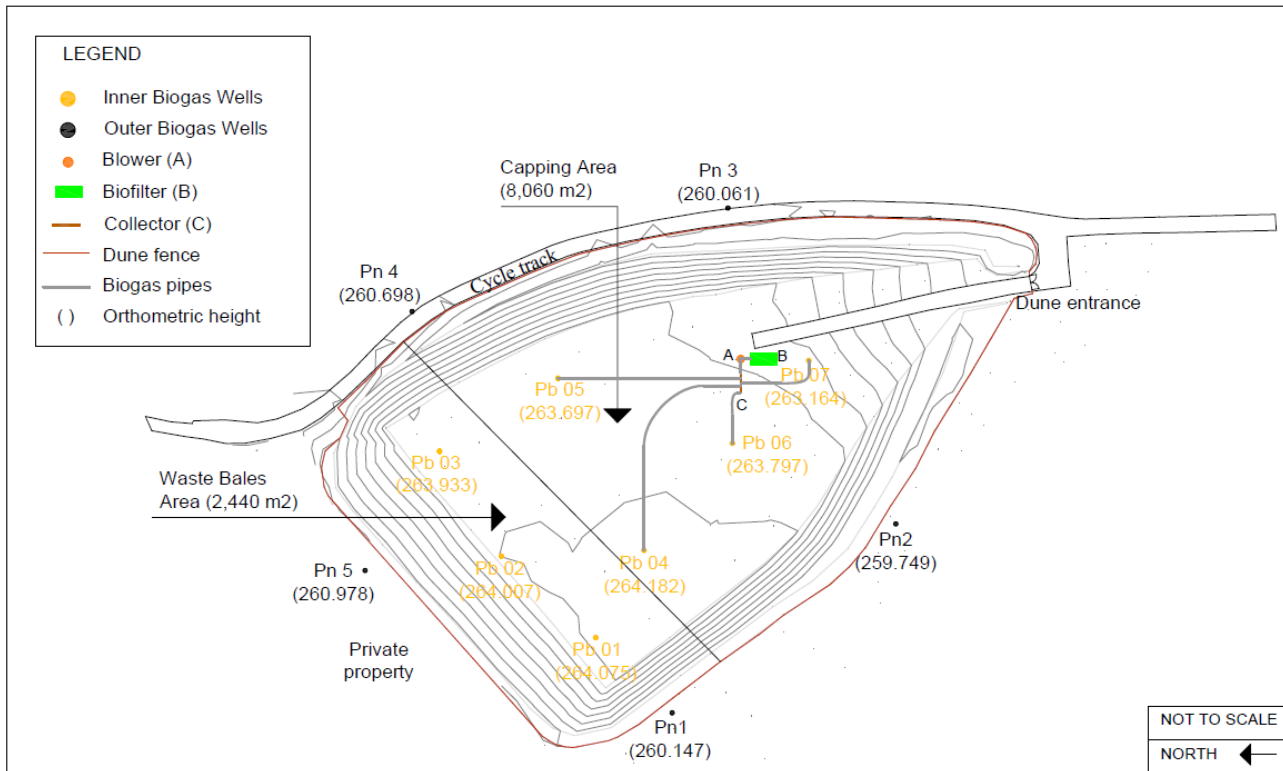 LEGEND
Inner Biogas Wells
Outer Biogas Wells
Blower (A)
Biofilter (B)
Collector (C)
Dune fence
Biogas pipes
( ) Orthometric height
Capping Area
(8,060 m2)
Pn 3
(260.061)
Pn 4
(260.698)
Cycle track
Dune entrance
A
B
C
Pb 05
(263.697)
Pb 07
(263.164)
Pb 06
(263.797)
Pb 03
(263.933)
Waste Bales
Area (2,440 m2)
Pn2
(259.749)
Pb 02
(264.007)
Pb 04
(264.182)
Pn 5
(260.978)
Pb 01
(264.075)
Private
property
Pn1
(260.147)
NOT TO SCALE
NORTH